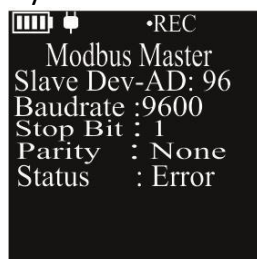 •REC
Modbus Master
Slave Dev-AD: 96
Baudrate :9600
Stop Bit : 1
Parity : None
Status : Error